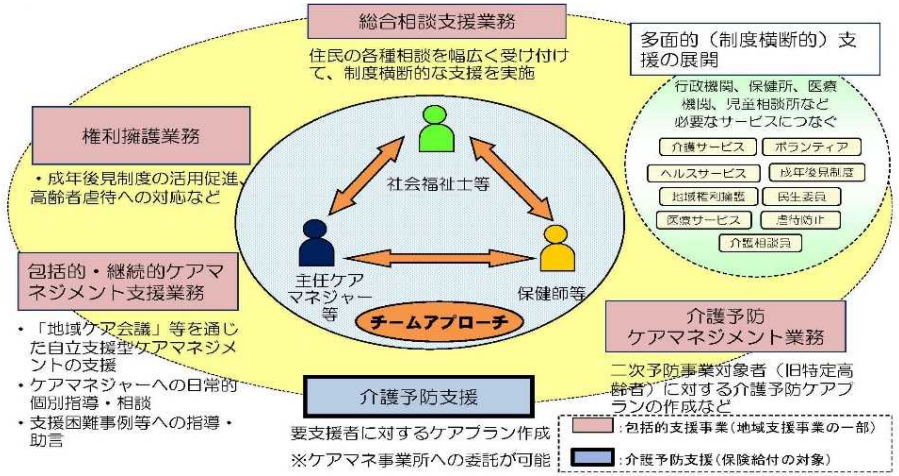 総合相談支援業務
住民の各種相談を幅広く受け付け
て、制度横断的な支援を実施
多面的（制度横断的）支
援の展開
行政機関、保健所、医療
機関、児童相談所など
必要なサービスにつなぐ
介護サービス
ボランティア
ヘルスサービス
成年後見制度
地域権利擁護
民生委員
医療サービス
虐待防止
介護相談員
権利擁護業務
・成年後見制度の活用促進、
高齢者虐待への対応など
社会福祉士等
主任ケア
マネジャー
等
保健師等
チームアプローチ
包括的・継続的ケアマ
ネジメント支援業務
・「地域ケア会議」等を通じ
た自立支援型ケアマネジメ
ントの支援
・ケアマネジャーへの日常的
個別指導・相談
・支援困難事例等への指導・
助言
介護予防支援
要支援者に対するケアプラン作成
※ケアマネ事業所への委託が可能
介護予防
ケアマネジメント業務
二次予防事業対象者（旧特定高
齢者）に対する介護予防ケアプ
ランの作成など
：包括的支援事業（地域支援事業の一部）
：介護予防支援（保険給付の対象）